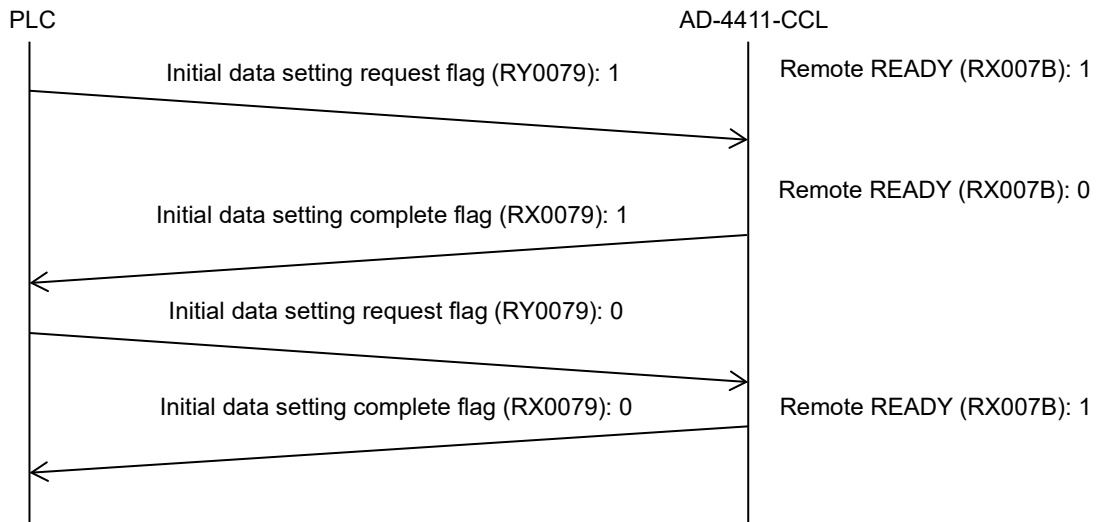 PLC
AD-4411-CCL
Initial data setting request flag (RY0079): 1
Remote READY (RX007B): 1
Remote READY (RX007B): 0
Initial data setting complete flag (RX0079): 1
Initial data setting request flag (RY0079): 0
Initial data setting complete flag (RX0079): 0
Remote READY (RX007B): 1